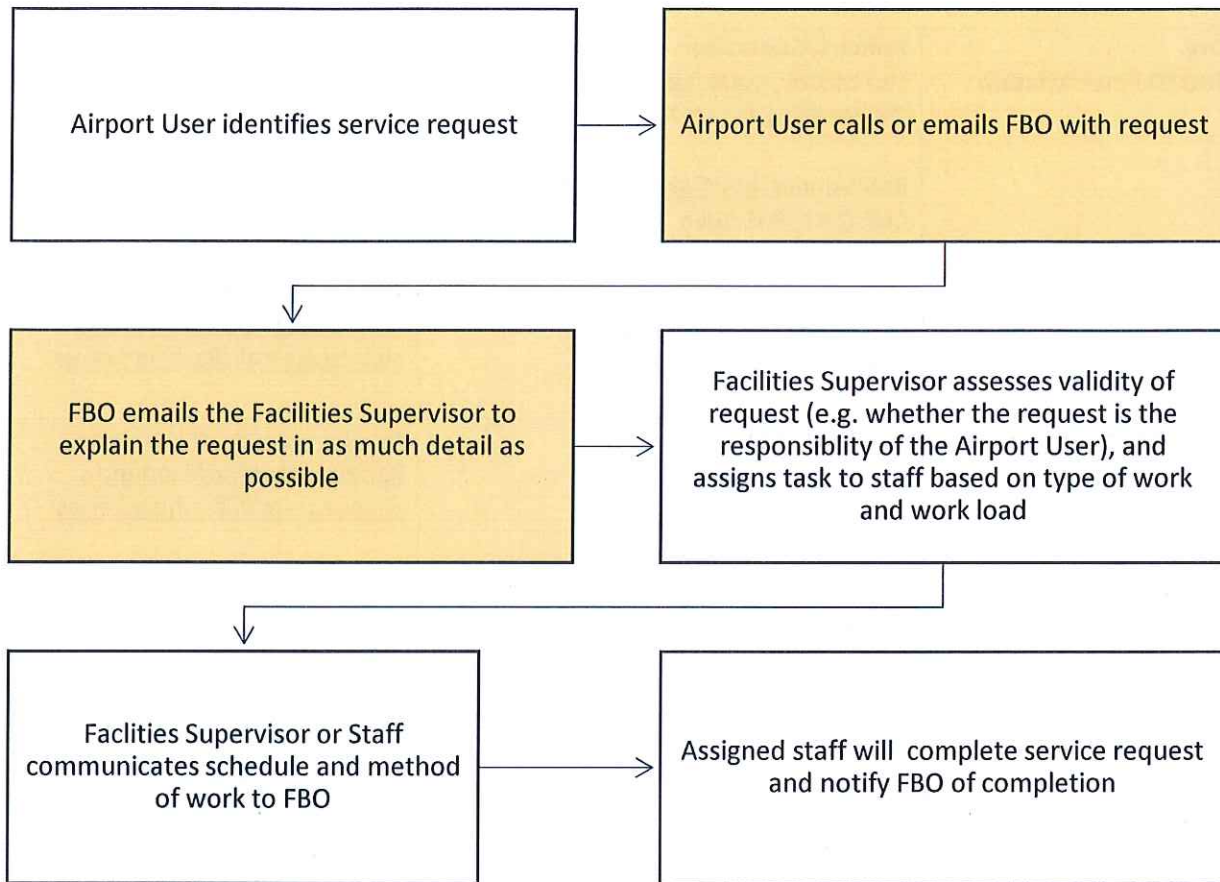 Airport User identifies service request
Airport User calls or emails FBO with request
FBO emails the Facilities Supervisor to
explain the request in as much detail as
possible
Facilities Supervisor assesses validity of
request (e.g. whether the request is the
responsiblity of the Airport User), and
assigns task to staff based on type of work
and work load
Faclities Supervisor or Staff
communicates schedule and method
of work to FBO
Assigned staff will complete service request
and notify FBO of completion